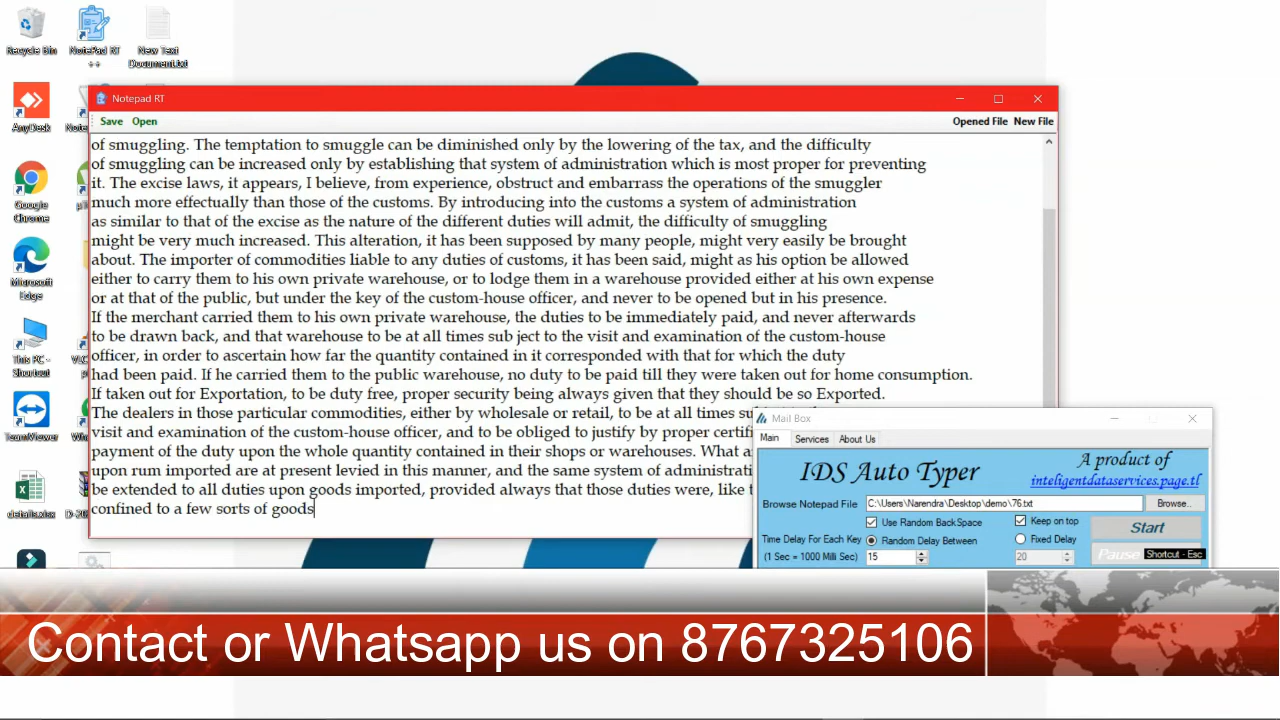 Recycle Bin
NotePad RT
++
New Text
Document.txt
AnyDesk
Google
Chrome
Microsoft
Edge
This PC -
Shortcut
TeamViewer
details.xlsx
Notepad RT
Save Open
Opened File New File
of smuggling. The temptation to smuggle can be diminished only by the lowering of the tax, and the difficulty
of smuggling can be increased only by establishing that system of administration which is most proper for preventing
it. The excise laws, it appears, I believe, from experience, obstruct and embarrass the operations of the smuggler
much more effectually than those of the customs. By introducing into the customs a system of administration
as similar to that of the excise as the nature of the different duties will admit, the difficulty of smuggling
might be very much increased. This alteration, it has been supposed by many people, might very easily be brought
about. The importer of commodities liable to any duties of customs, it has been said, might as his option be allowed
either to carry them to his own private warehouse, or to lodge them in a warehouse provided either at his own expense
or at that of the public, but under the key of the custom-house officer, and never to be opened but in his presence.
If the merchant carried them to his own private warehouse, the duties to be immediately paid, and never afterwards
to be drawn back, and that warehouse to be at all times sub ject to the visit and examination of the custom-house
officer, in order to ascertain how far the quantity contained in it corresponded with that for which the duty
had been paid. If he carried them to the public warehouse, no duty to be paid till they were taken out for home consumption.
If taken out for Exportation, to be duty free, proper security being always given that they should be so Exported.
The dealers in those particular commodities, either by wholesale or retail, to be at all times
visit and examination of the custom-house officer, and to be obliged to justify by proper certifi
payment of the duty upon the whole quantity contained in their shops or warehouses. What a
upon rum imported are at present levied in this manner, and the same system of administrati
be extended to all duties upon goods imported, provided always that those duties were, like t
confined to a few sorts of goods
Mail Box
Main Services About Us
IDS Auto Typer
A product of
inteligentdataservices.page.tl
Browse Notepad File C:\Users\Narendra\Desktop\demo\76.txt Browse..
Use Random BackSpace Keep on top
Start
Time Delay For Each Key Random Delay Between Fixed Delay
(1 Sec = 1000 Milli Sec) 15 20
Pause Shortcut - Esc
Contact or Whatsapp us on 8767325106